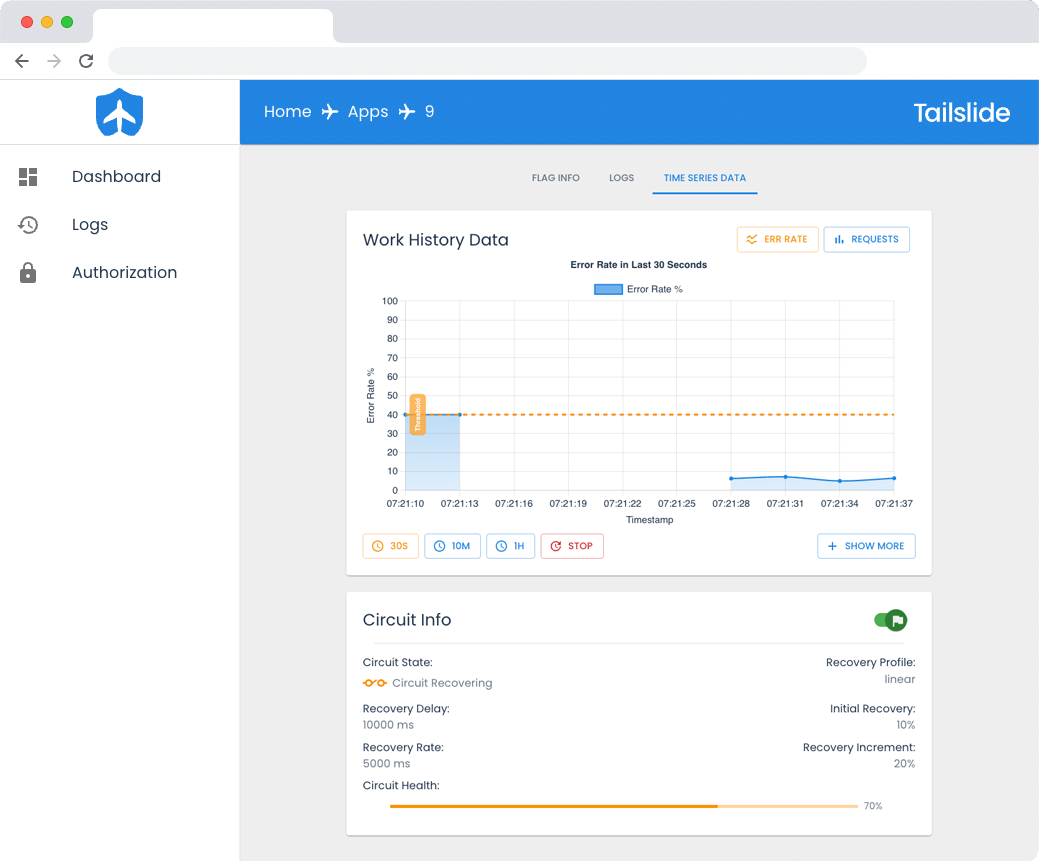 Home Apps 9
Tailslide
Dashboard
Logs
Authorization
FLAG INFO LOGS TIME SERIES DATA
Work History Data
ERR RATE REQUESTS
Error Rate in Last 30 Seconds
Error Rate %
100
90
80
70
60
50
40
30
20
10
0
Error Rate %
Threshold
07:21:10 07:21:13 07:21:16 07:21:19 07:21:22 07:21:25 07:21:28 07:21:31 07:21:34 07:21:37
Timestamp
30S 10M 1H STOP SHOW MORE
Circuit Info
Circuit State: Recovery Profile:
Circuit Recovering linear
Recovery Delay: Initial Recovery:
10000 ms 10%
Recovery Rate: Recovery Increment:
5000 ms 20%
Circuit Health:
70%